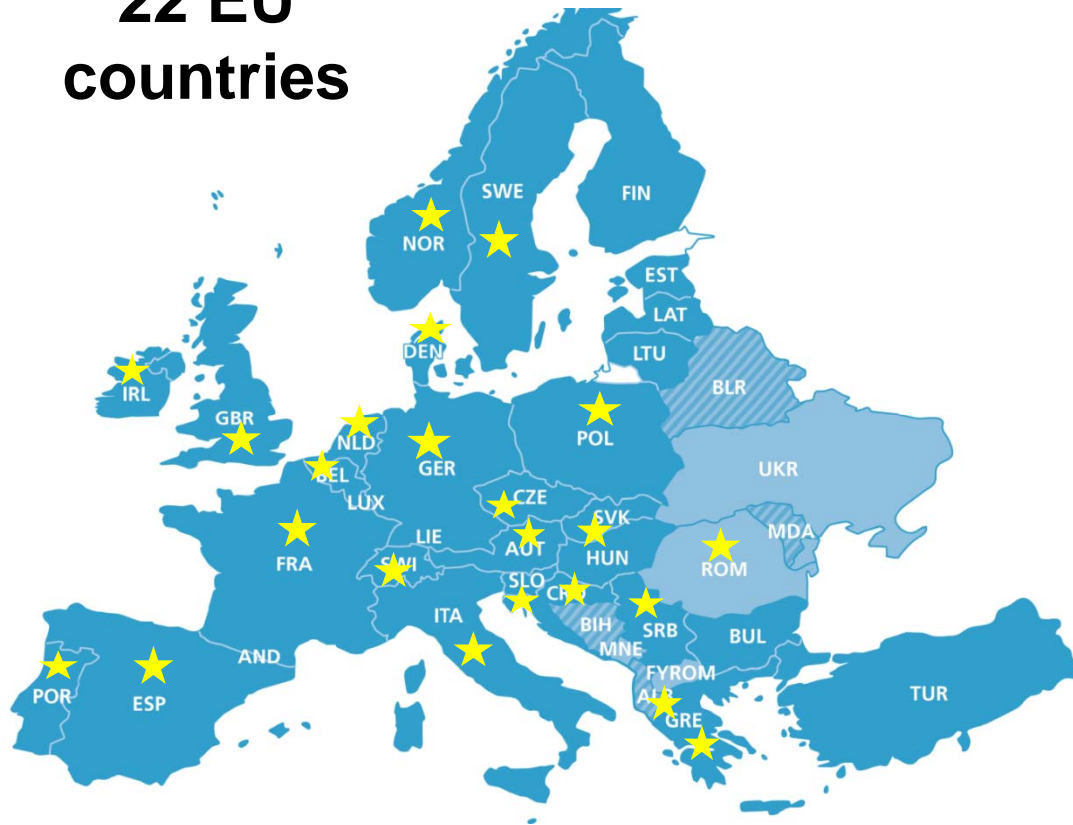 22 EU
countries
SWE
FIN
NOR
EST
LAT
LTU
DEN
BLR
IRL
GBR
NLD
POL
GER
UKR
BEL
LUX
CZE
SVK
MDA
LIE
AUT
HUN
FRA
SWI
ROM
SLO
CRO
ITA
BIH
SRB
BUL
MNE
AND
FYROM
POR
ESP
ALB
GRE
TUR